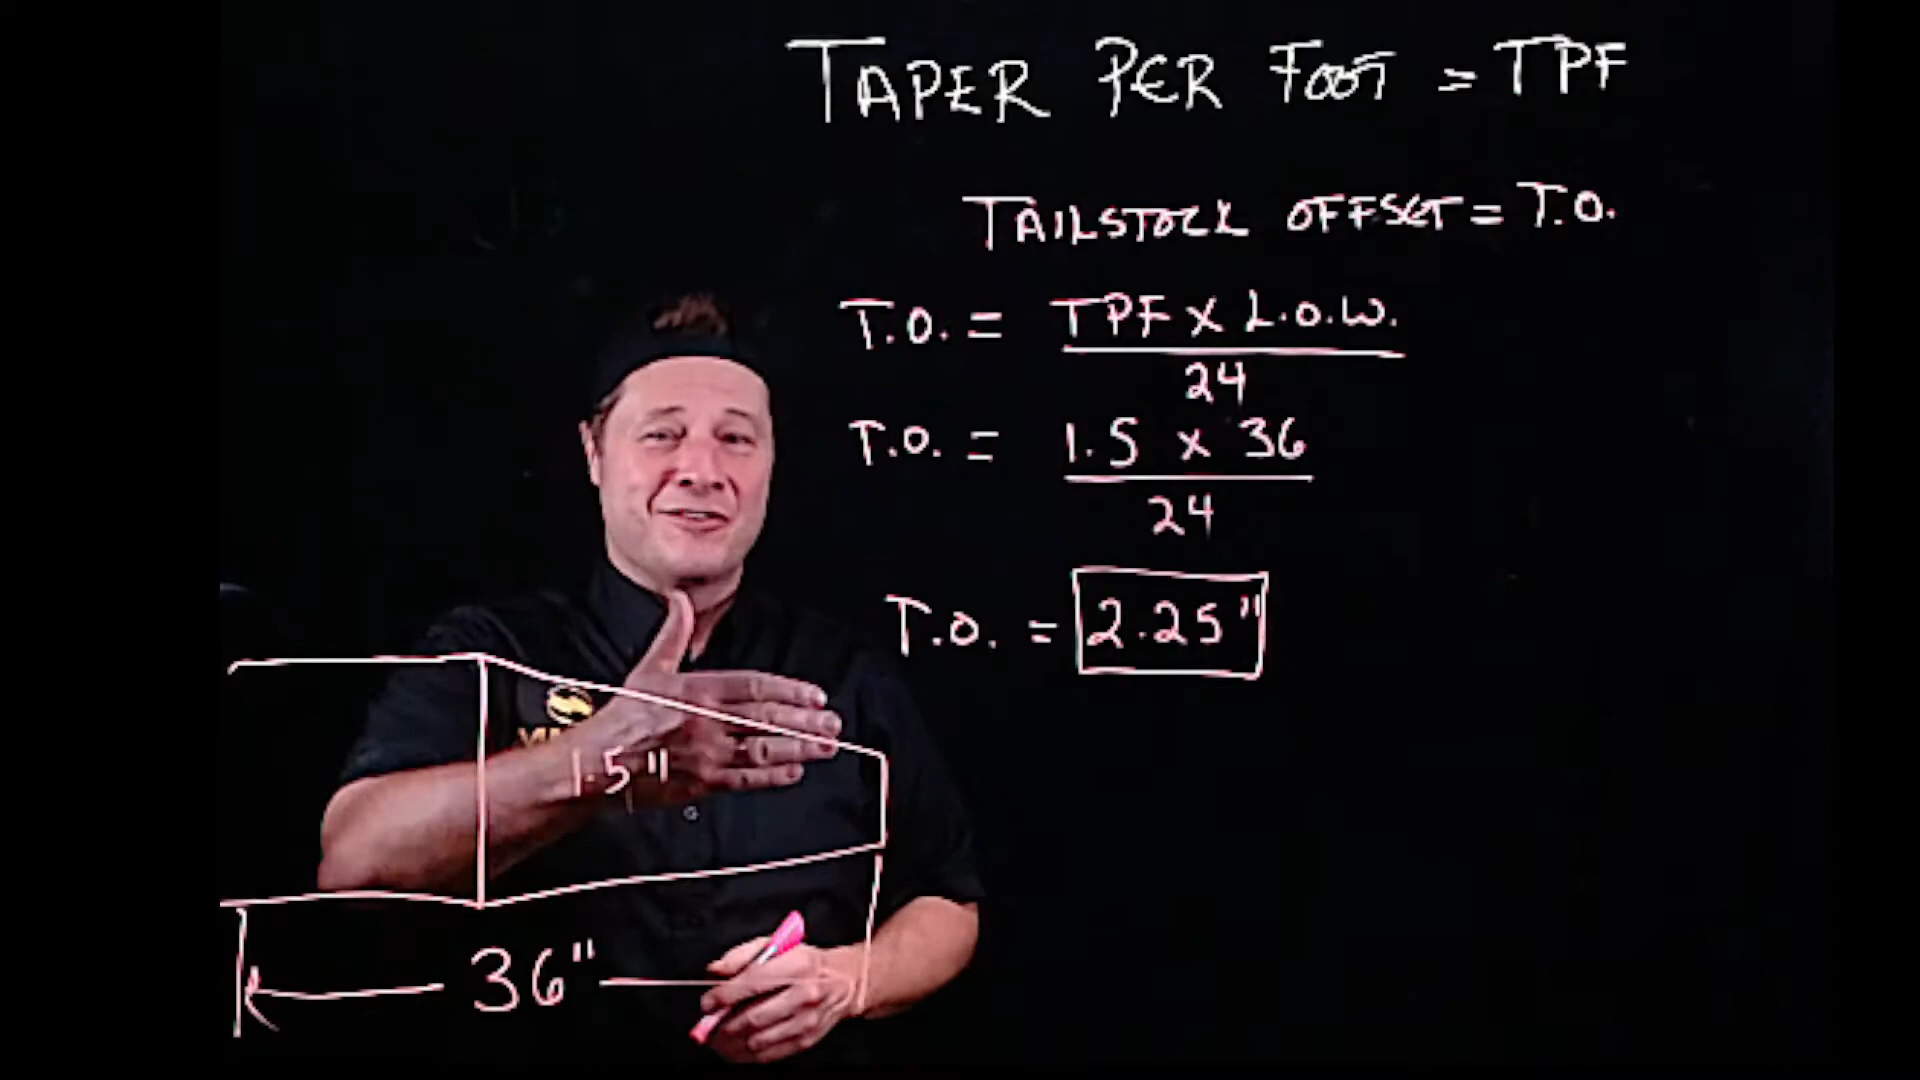 TAPER PER FOOT = TPF
TAILSTOCK OFFSET = T.O.
T.O. = TPF x L.O.W.
24
T.O. = 1.5 x 36
24
T.O. = 2.25"
1.5"
36"